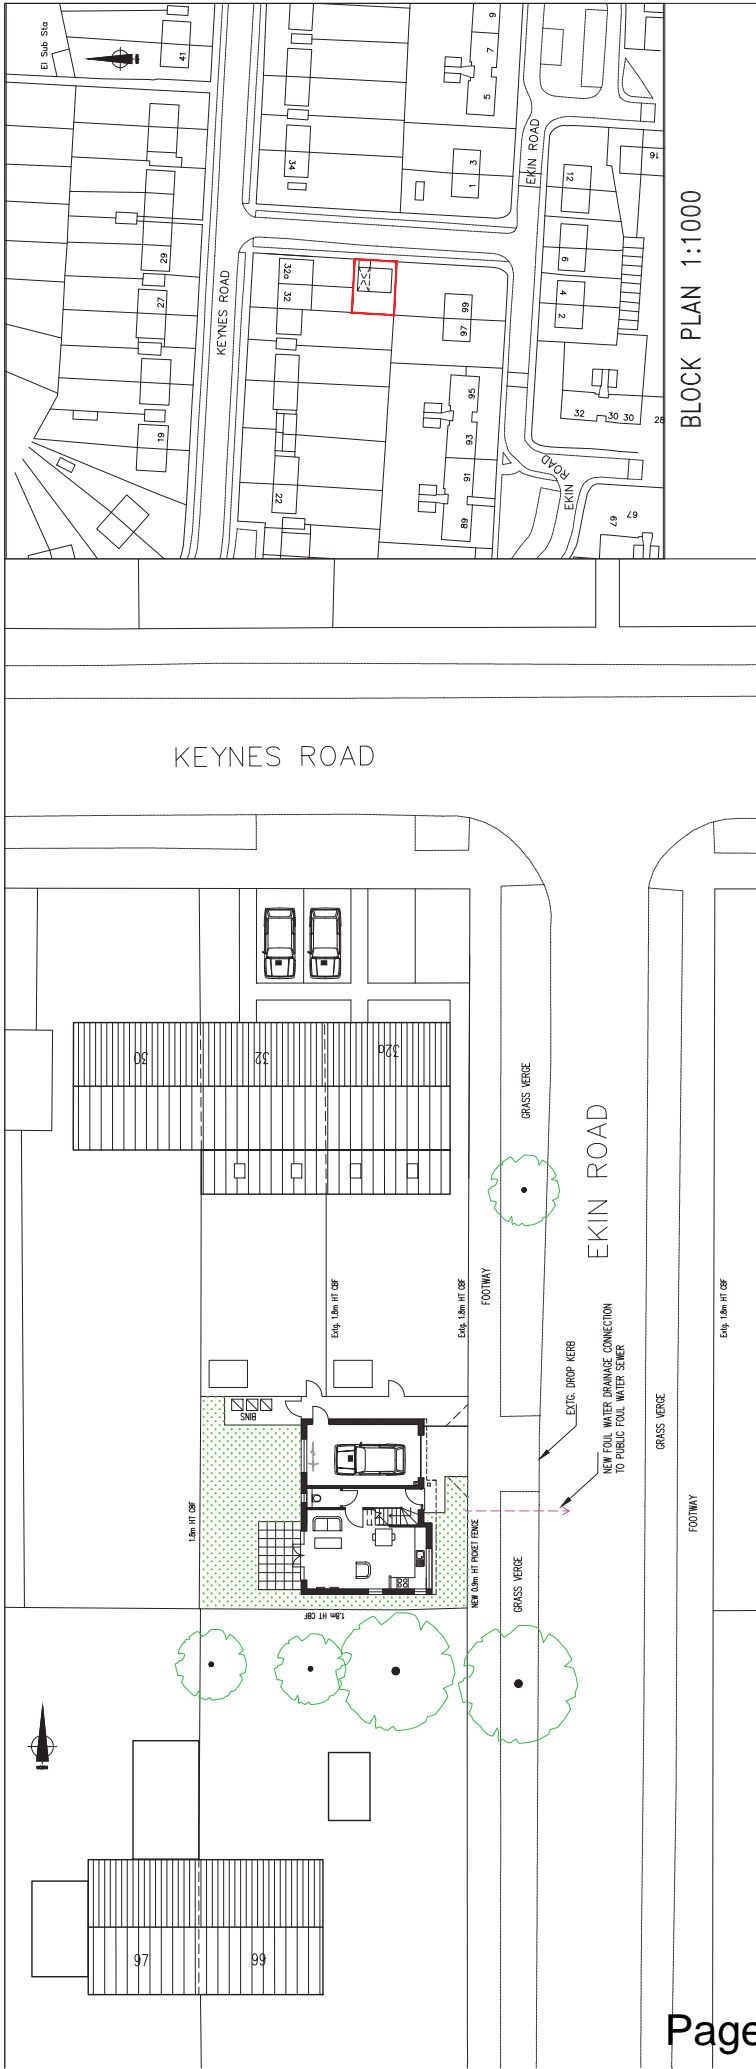 El Sub Sta
41
9
7
5
34
3
1
EKIN ROAD
16
12
29
27
KEYNES ROAD
32a
32
6
4
2
99
97
BLOCK PLAN 1:1000
19
22
95
93
91
89
32
30 30
28
EKIN ROAD
67
67
KEYNES ROAD
30
32
32a
GRASS VERGE
EKIN ROAD
FOOTWAY
Extg. 1.8m HT CBF
Extg. 1.8m HT CBF
Extg. 1.8m HT CBF
EXTG. DROP KERB
NEW FOUL WATER DRAINAGE CONNECTION
TO PUBLIC FOUL WATER SEWER
GRASS VERGE
BINS
1.8m HT CBF
FOOTWAY
NEW 0.9m HT PICKET FENCE
GRASS VERGE
1.8m HT CBF
97
99
Page